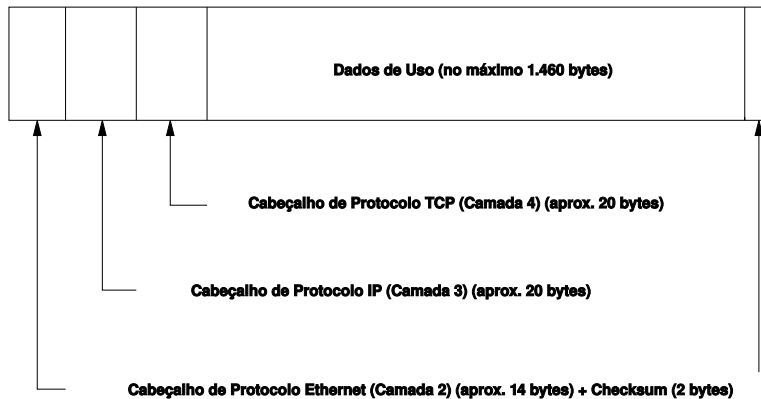 Dados de Uso (no máximo 1.460 bytes)
Cabeçalho de Protocolo TCP (Camada 4) (aprox. 20 bytes)
Cabeçalho de Protocolo IP (Camada 3) (aprox. 20 bytes)
Cabeçalho de Protocolo Ethernet (Camada 2) (aprox. 14 bytes) + Checksum (2 bytes)